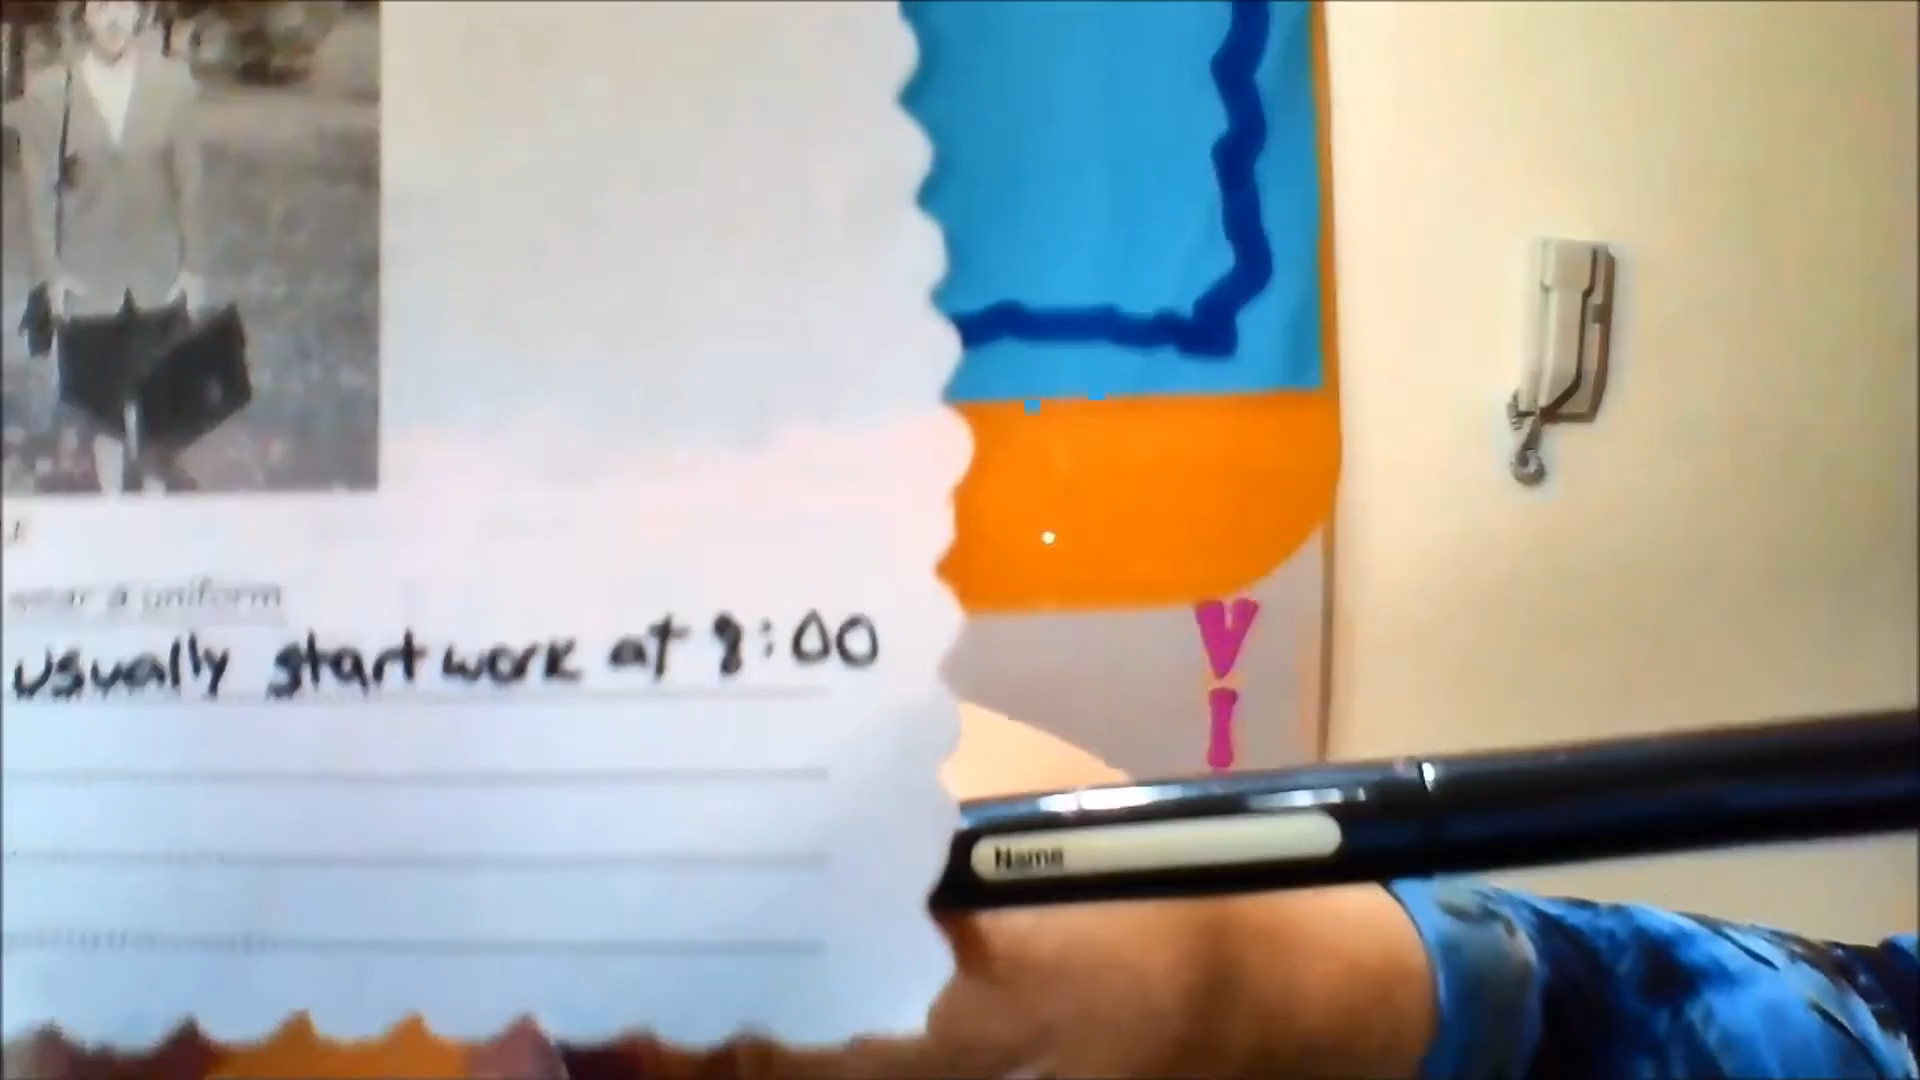 wear a uniform
usually start work at 8:00
Name
V
I